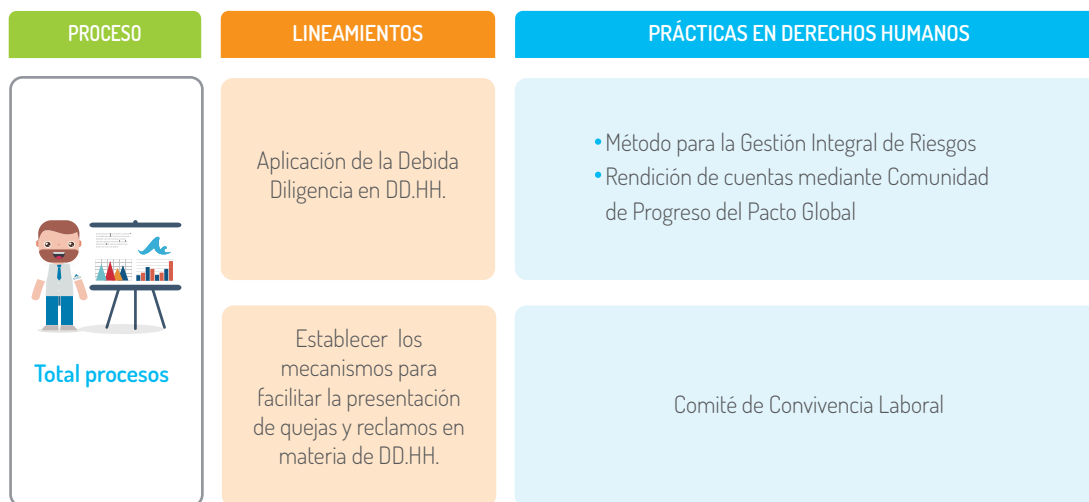 PROCESO
LINEAMIENTOS
PRÁCTICAS EN DERECHOS HUMANOS
Total procesos
Aplicación de la Debida
Diligencia en DD.HH.
• Método para la Gestión Integral de Riesgos
• Rendición de cuentas mediante Comunidad
de Progreso del Pacto Global
Establecer los
mecanismos para
facilitar la presentación
de quejas y reclamos en
materia de DD.HH.
Comité de Convivencia Laboral